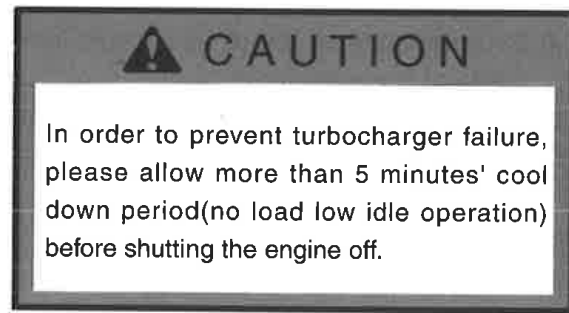 CAUTION
In order to prevent turbocharger failure,
please allow more than 5 minutes' cool
down period(no load low idle operation)
before shutting the engine off.